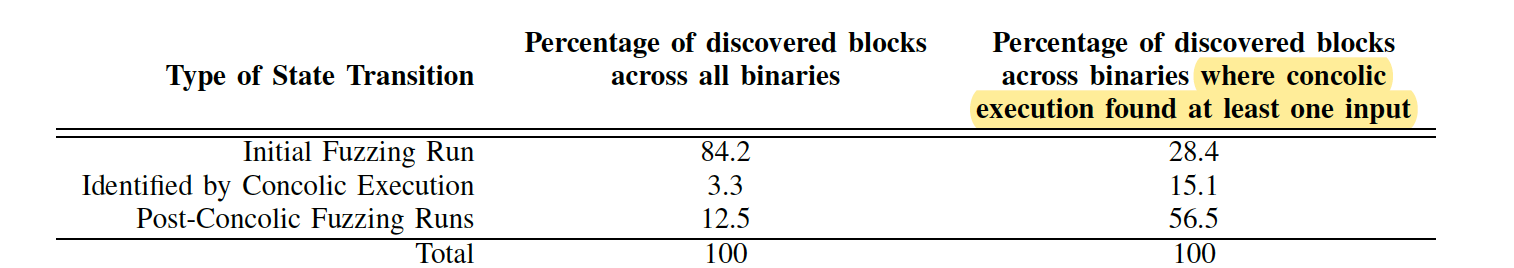 Type of State Transition
Percentage of discovered blocks
across all binaries
Percentage of discovered blocks
across binaries where concolic
execution found at least one input
Initial Fuzzing Run 84.2 28.4
Identified by Concolic Execution 3.3 15.1
Post-Concolic Fuzzing Runs 12.5 56.5
Total 100 100